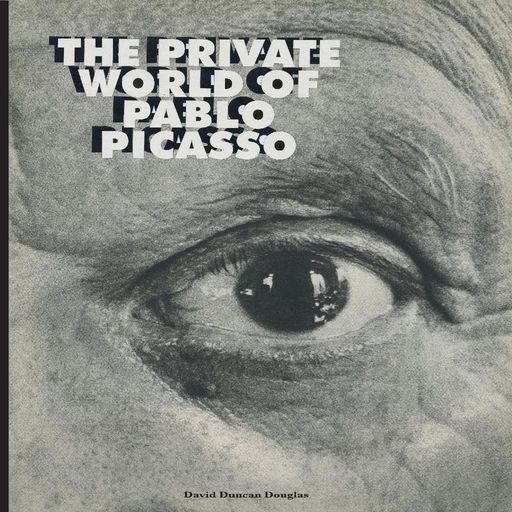 THE PRIVATE
WORLD OF
PABLO
PICASSO
David Duncan Douglas